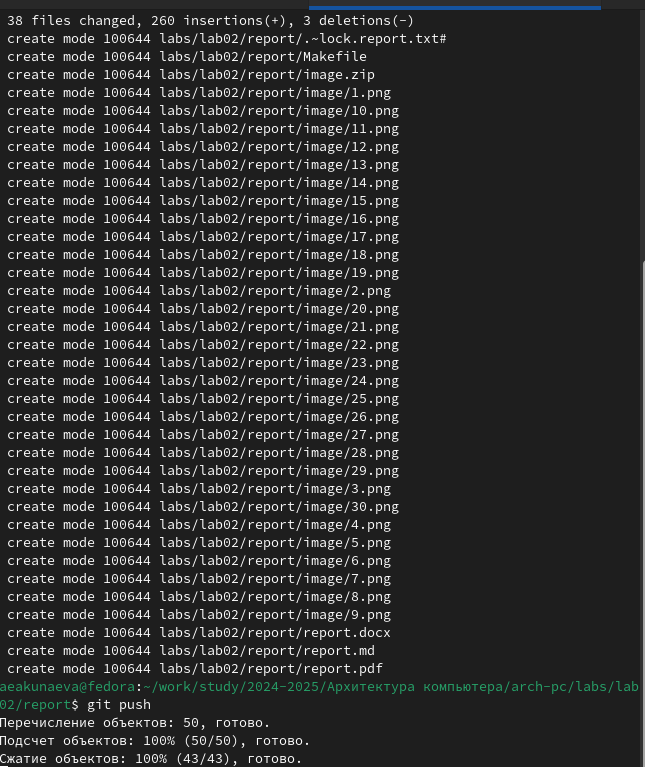 38 files changed, 260 insertions(+), 3 deletions(-)
create mode 100644 labs/lab02/report/.~lock.report.txt#
create mode 100644 labs/lab02/report/Makefile
create mode 100644 labs/lab02/report/image.zip
create mode 100644 labs/lab02/report/image/1.png
create mode 100644 labs/lab02/report/image/10.png
create mode 100644 labs/lab02/report/image/11.png
create mode 100644 labs/lab02/report/image/12.png
create mode 100644 labs/lab02/report/image/13.png
create mode 100644 labs/lab02/report/image/14.png
create mode 100644 labs/lab02/report/image/15.png
create mode 100644 labs/lab02/report/image/16.png
create mode 100644 labs/lab02/report/image/17.png
create mode 100644 labs/lab02/report/image/18.png
create mode 100644 labs/lab02/report/image/19.png
create mode 100644 labs/lab02/report/image/2.png
create mode 100644 labs/lab02/report/image/20.png
create mode 100644 labs/lab02/report/image/21.png
create mode 100644 labs/lab02/report/image/22.png
create mode 100644 labs/lab02/report/image/23.png
create mode 100644 labs/lab02/report/image/24.png
create mode 100644 labs/lab02/report/image/25.png
create mode 100644 labs/lab02/report/image/26.png
create mode 100644 labs/lab02/report/image/27.png
create mode 100644 labs/lab02/report/image/28.png
create mode 100644 labs/lab02/report/image/29.png
create mode 100644 labs/lab02/report/image/3.png
create mode 100644 labs/lab02/report/image/30.png
create mode 100644 labs/lab02/report/image/4.png
create mode 100644 labs/lab02/report/image/5.png
create mode 100644 labs/lab02/report/image/6.png
create mode 100644 labs/lab02/report/image/7.png
create mode 100644 labs/lab02/report/image/8.png
create mode 100644 labs/lab02/report/image/9.png
create mode 100644 labs/lab02/report/report.docx
create mode 100644 labs/lab02/report/report.md
create mode 100644 labs/lab02/report/report.pdf
aeakunaeva@fedora:~/work/study/2024-2025/Архитектура компьютера/arch-pc/labs/lab
02/report$ git push
Перечисление объектов: 50, готово.
Подсчет объектов: 100% (50/50), готово.
Сжатие объектов: 100% (43/43), готово.